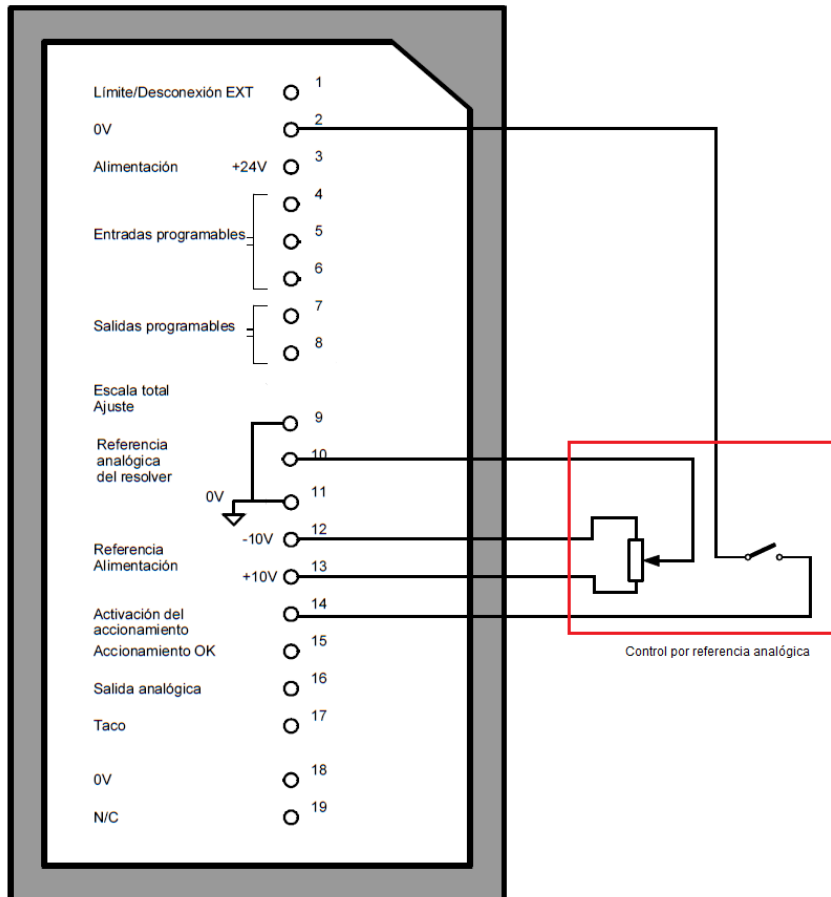 Límite/Desconexión EXT 1
0V 2
Alimentación +24V 3
4
Entradas programables 5
6
7
Salidas programables
8
Escala total
Ajuste
9
Referencia
analógica
del resolver
10
0V 11
-10V 12
Referencia
Alimentación
+10V 13
Activación del
accionamiento
14
Accionamiento OK 15
Control por referencia analógica
Salida analógica 16
Taco 17
0V 18
N/C 19